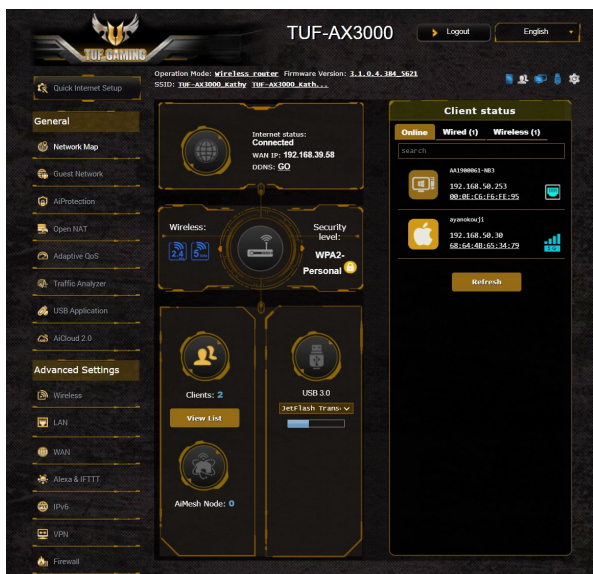 TUF GAMING
TUF-AX3000
Logout
English
Quick Internet Setup
Operation Mode: Wireless router Firmware Version: 3.1.0.4.384_5621
SSID: TUF-AX3000_Kathy TUF-AX3000_Kath...
General
Network Map
Guest Network
AiProtection
Open NAT
Adaptive QoS
Traffic Analyzer
USB Application
AiCloud 2.0
Advanced Settings
Wireless
LAN
WAN
Alexa & IFTTT
IPv6
VPN
Firewall
Internet status:
Connected
WAN IP: 192.168.39.58
DDNS: GO
Wireless:
2.4
5
Security
level:
WPA2-
Personal
Clients: 2
View List
AiMesh Node: 0
USB 3.0
JetFlash Trans
Client status
Online Wired (1) Wireless (1)
Search
AA1900061-NB3
192.168.50.253
00:0E:C6:F6:FE:95
ayanokouji
192.168.50.30
68:64:4B:65:34:79
Refresh